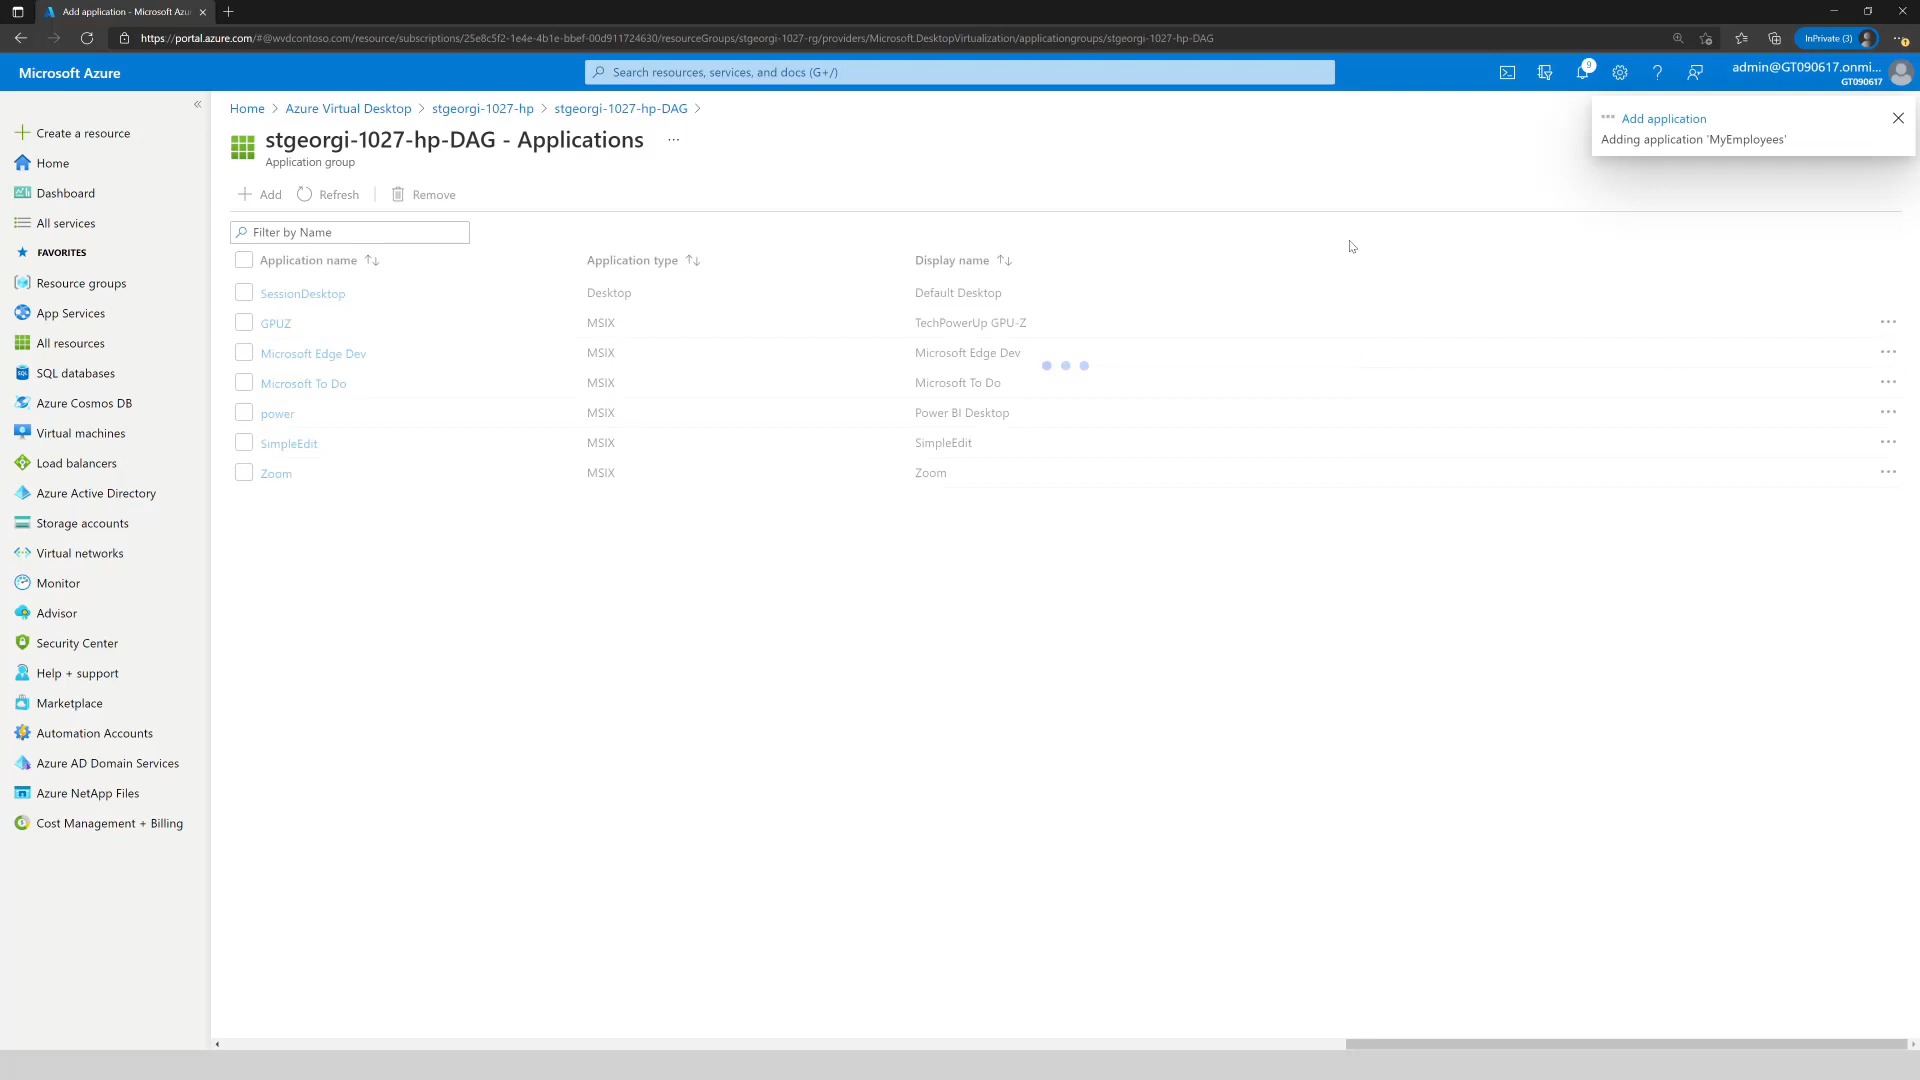 Add application - Microsoft Azu
https://portal.azure.com/#@wvdcontoso.com/resource/subscriptions/25e8c5f2-1e4e-4b1e-bbef-00d911724630/resourceGroups/stgeorgi-1027-rg/providers/Microsoft.DesktopVirtualization/applicationgroups/stgeorgi-1027-hp-DAG
InPrivate (3)
Microsoft Azure
Search resources, services, and docs (G+/)
9
admin@GT090617.onmi...
GT090617
Create a resource
Home
Dashboard
All services
FAVORITES
Resource groups
App Services
All resources
SQL databases
Azure Cosmos DB
Virtual machines
Load balancers
Azure Active Directory
Storage accounts
Virtual networks
Monitor
Advisor
Security Center
Help + support
Marketplace
Automation Accounts
Azure AD Domain Services
Azure NetApp Files
Cost Management + Billing
Home > Azure Virtual Desktop > stgeorgi-1027-hp > stgeorgi-1027-hp-DAG >
stgeorgi-1027-hp-DAG - Applications ...
Application group
Add Refresh Remove
Filter by Name
Application name Application type Display name
SessionDesktop Desktop Default Desktop
GPUZ MSIX TechPowerUp GPU-Z
Microsoft Edge Dev MSIX Microsoft Edge Dev
Microsoft To Do MSIX Microsoft To Do
power MSIX Power BI Desktop
SimpleEdit MSIX SimpleEdit
Zoom MSIX Zoom
Add application
Adding application 'MyEmployees'